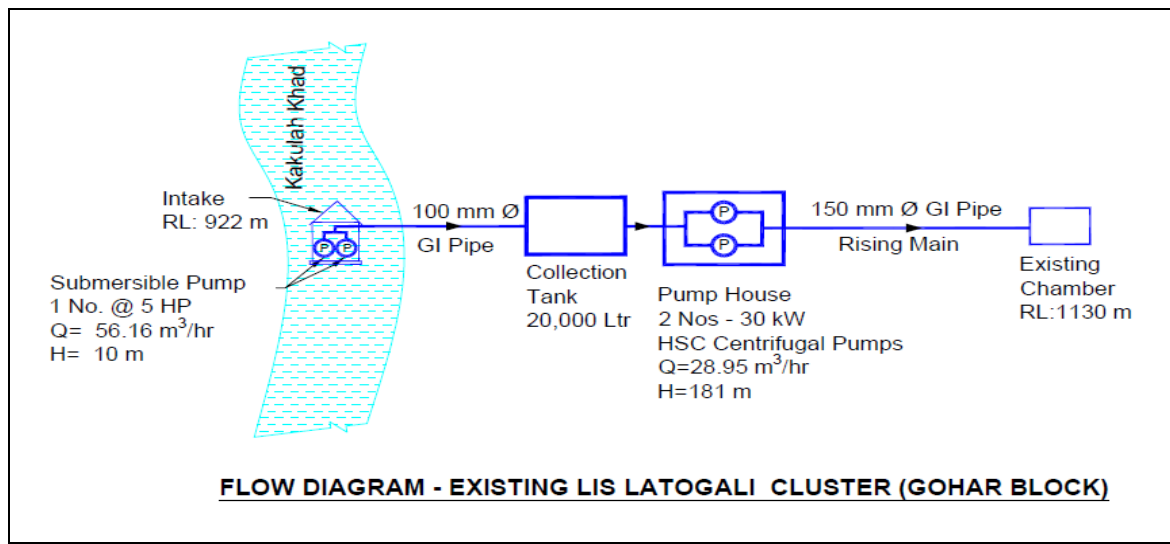 Kakulah Khad
Intake
RL: 922 m
P P
Submersible Pump
1 No. @ 5 HP
Q= 56.16 m³/hr
H= 10 m
100 mm Ø
GI Pipe
Collection
Tank
20,000 Ltr
P
P
Pump House
2 Nos - 30 kW
HSC Centrifugal Pumps
Q=28.95 m³/hr
H=181 m
150 mm Ø GI Pipe
Rising Main
Existing
Chamber
RL:1130 m
FLOW DIAGRAM - EXISTING LIS LATOGALI CLUSTER (GOHAR BLOCK)